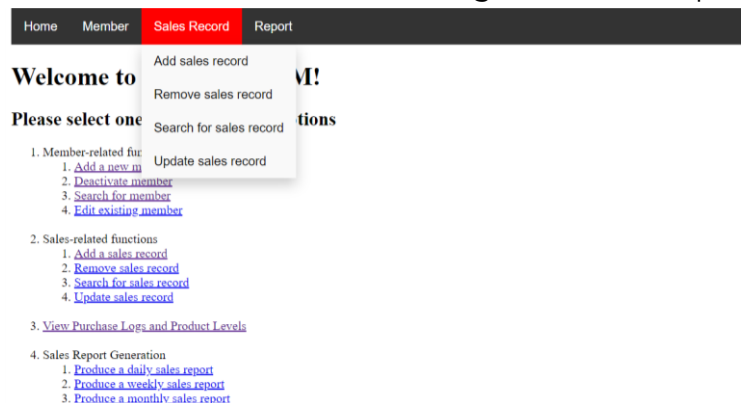 Home Member Sales Record Report
Add sales record
Remove sales record
Search for sales record
Update sales record
Welcome to M!
Please select one tions
1. Member-related fun
1. Add a new m
2. Deactivate member
3. Search for member
4. Edit existing member
2. Sales-related functions
1. Add a sales record
2. Remove sales record
3. Search for sales record
4. Update sales record
3. View Purchase Logs and Product Levels
4. Sales Report Generation
1. Produce a daily sales report
2. Produce a weekly sales report
3. Produce a monthly sales report